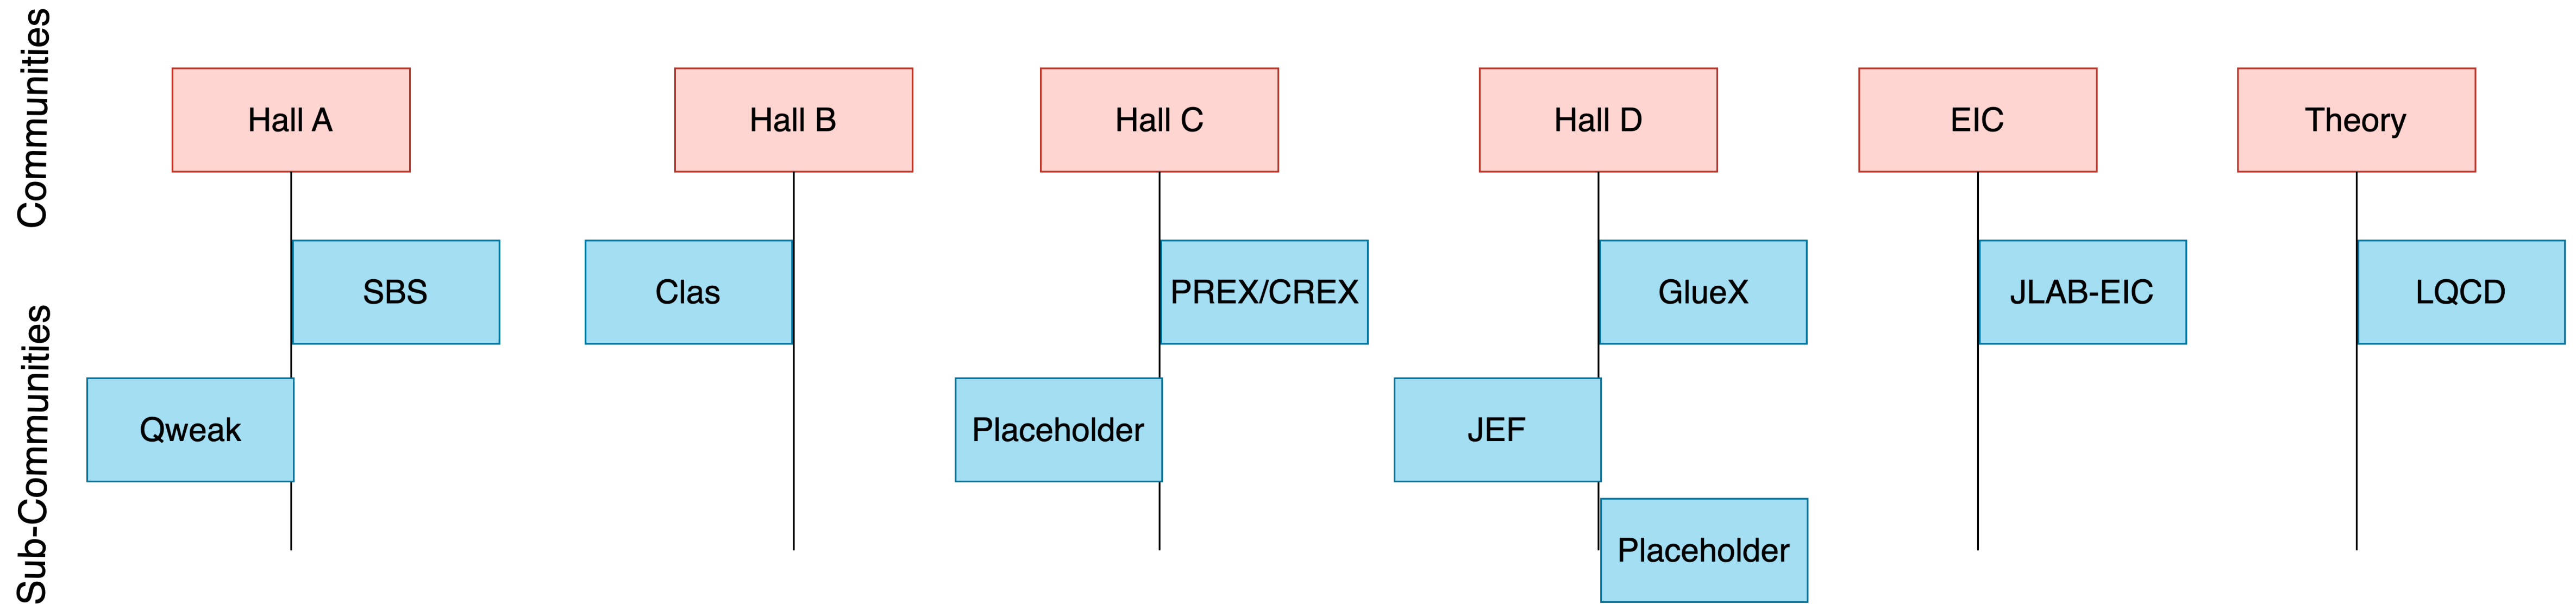 Communities
Hall A
Hall B
Hall C
Hall D
EIC
Theory
Sub-Communities
SBS
Clas
PREX/CREX
GlueX
JLAB-EIC
LQCD
Qweak
Placeholder
JEF
Placeholder